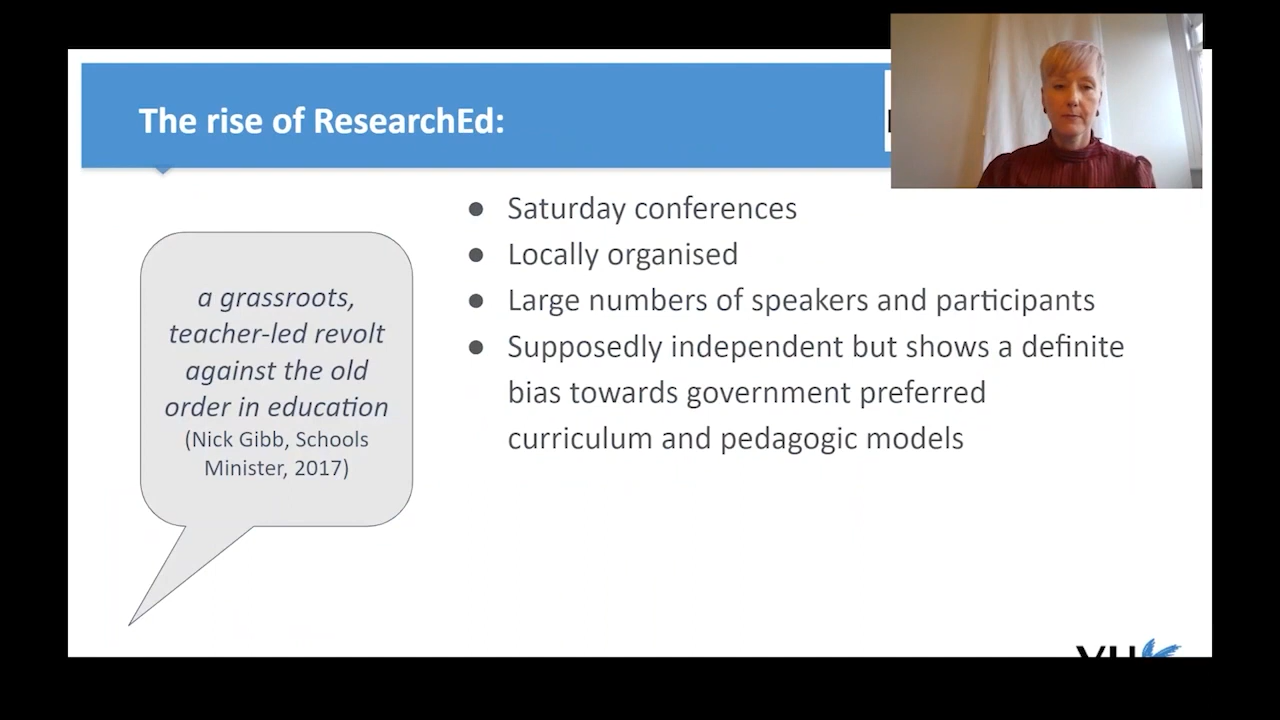 The rise of ResearchEd:
a grassroots,
teacher-led revolt
against the old
order in education
(Nick Gibb, Schools
Minister, 2017)
● Saturday conferences
● Locally organised
● Large numbers of speakers and participants
● Supposedly independent but shows a definite
bias towards government preferred
curriculum and pedagogic models